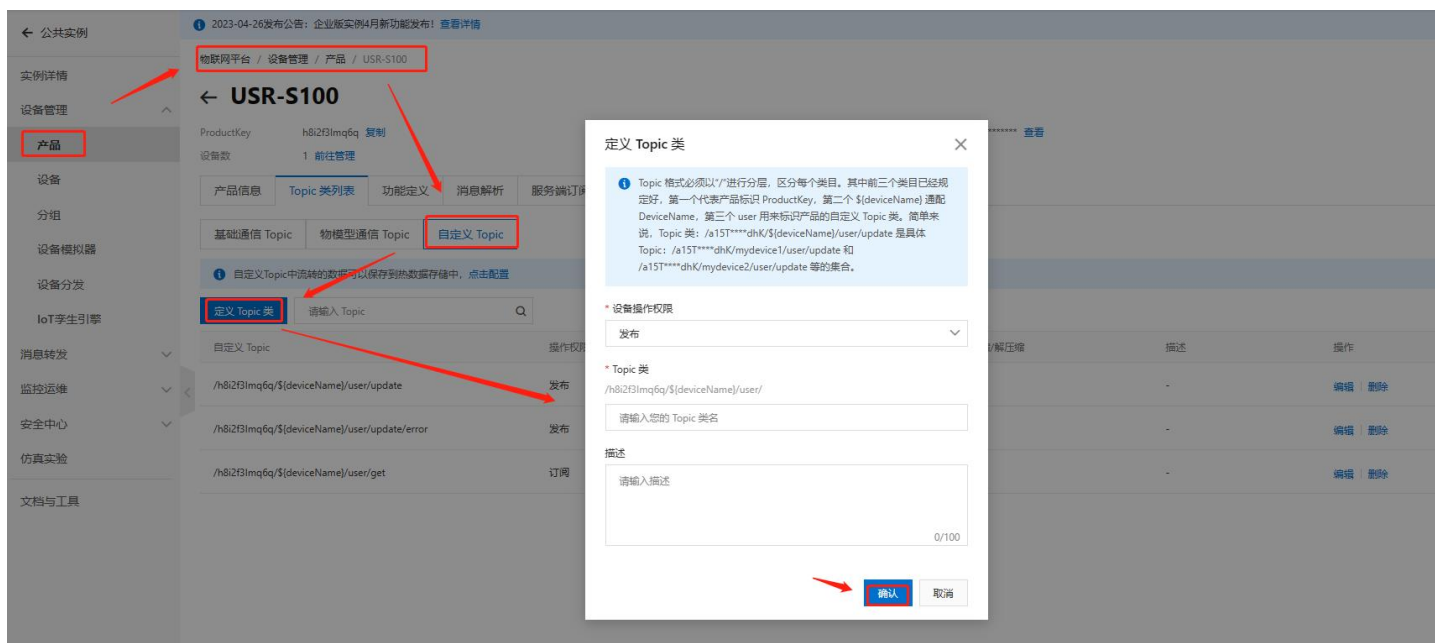 ← 公共实例
2023-04-26发布公告：企业版实例4月新功能发布！查看详情
物联网平台 / 设备管理 / 产品 / USR-S100
实例详情
设备管理
产品
设备
分组
设备模拟器
设备分发
IoT孪生引擎
消息转发
监控运维
安全中心
仿真实验
文档与工具
← USR-S100
ProductKey h8i2f3lmq6q 复制
******* 查看
设备数 1 前往管理
产品信息 Topic 类列表 功能定义 消息解析 服务端订阅
基础通信 Topic 物模型通信 Topic 自定义 Topic
自定义Topic中流转的数据可以保存到热数据存储中，点击配置
定义 Topic 类 请输入 Topic
自定义 Topic 操作权限 /解压缩 描述 操作
/h8i2f3lmq6q/${deviceName}/user/update 发布 - 编辑 删除
/h8i2f3lmq6q/${deviceName}/user/update/error 发布 - 编辑 删除
/h8i2f3lmq6q/${deviceName}/user/get 订阅 - 编辑 删除
定义 Topic 类
Topic 格式必须以“/”进行分层，区分每个类目。其中前三个类目已经规
定好，第一个代表产品标识 ProductKey，第二个 ${deviceName} 通配
DeviceName，第三个 user 用来标识产品的自定义 Topic 类。简单来
说，Topic 类：/a15T****dhK/${deviceName}/user/update 是具体
Topic：/a15T****dhK/mydevice1/user/update 和
/a15T****dhK/mydevice2/user/update 等的集合。
* 设备操作权限
发布
* Topic 类
/h8i2f3lmq6q/${deviceName}/user/
请输入您的 Topic 类名
描述
请输入描述
0/100
确认 取消